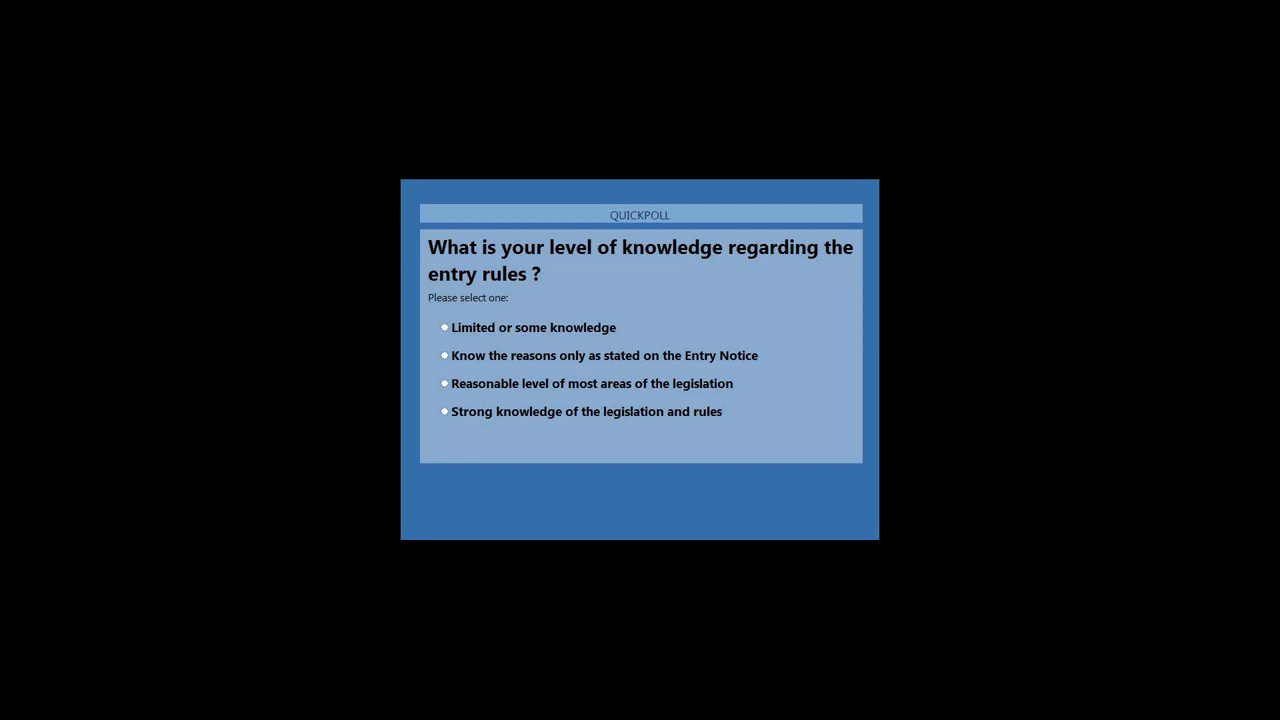 QUICKPOLL
What is your level of knowledge regarding the
entry rules ?
Please select one:
Limited or some knowledge
Know the reasons only as stated on the Entry Notice
Reasonable level of most areas of the legislation
Strong knowledge of the legislation and rules